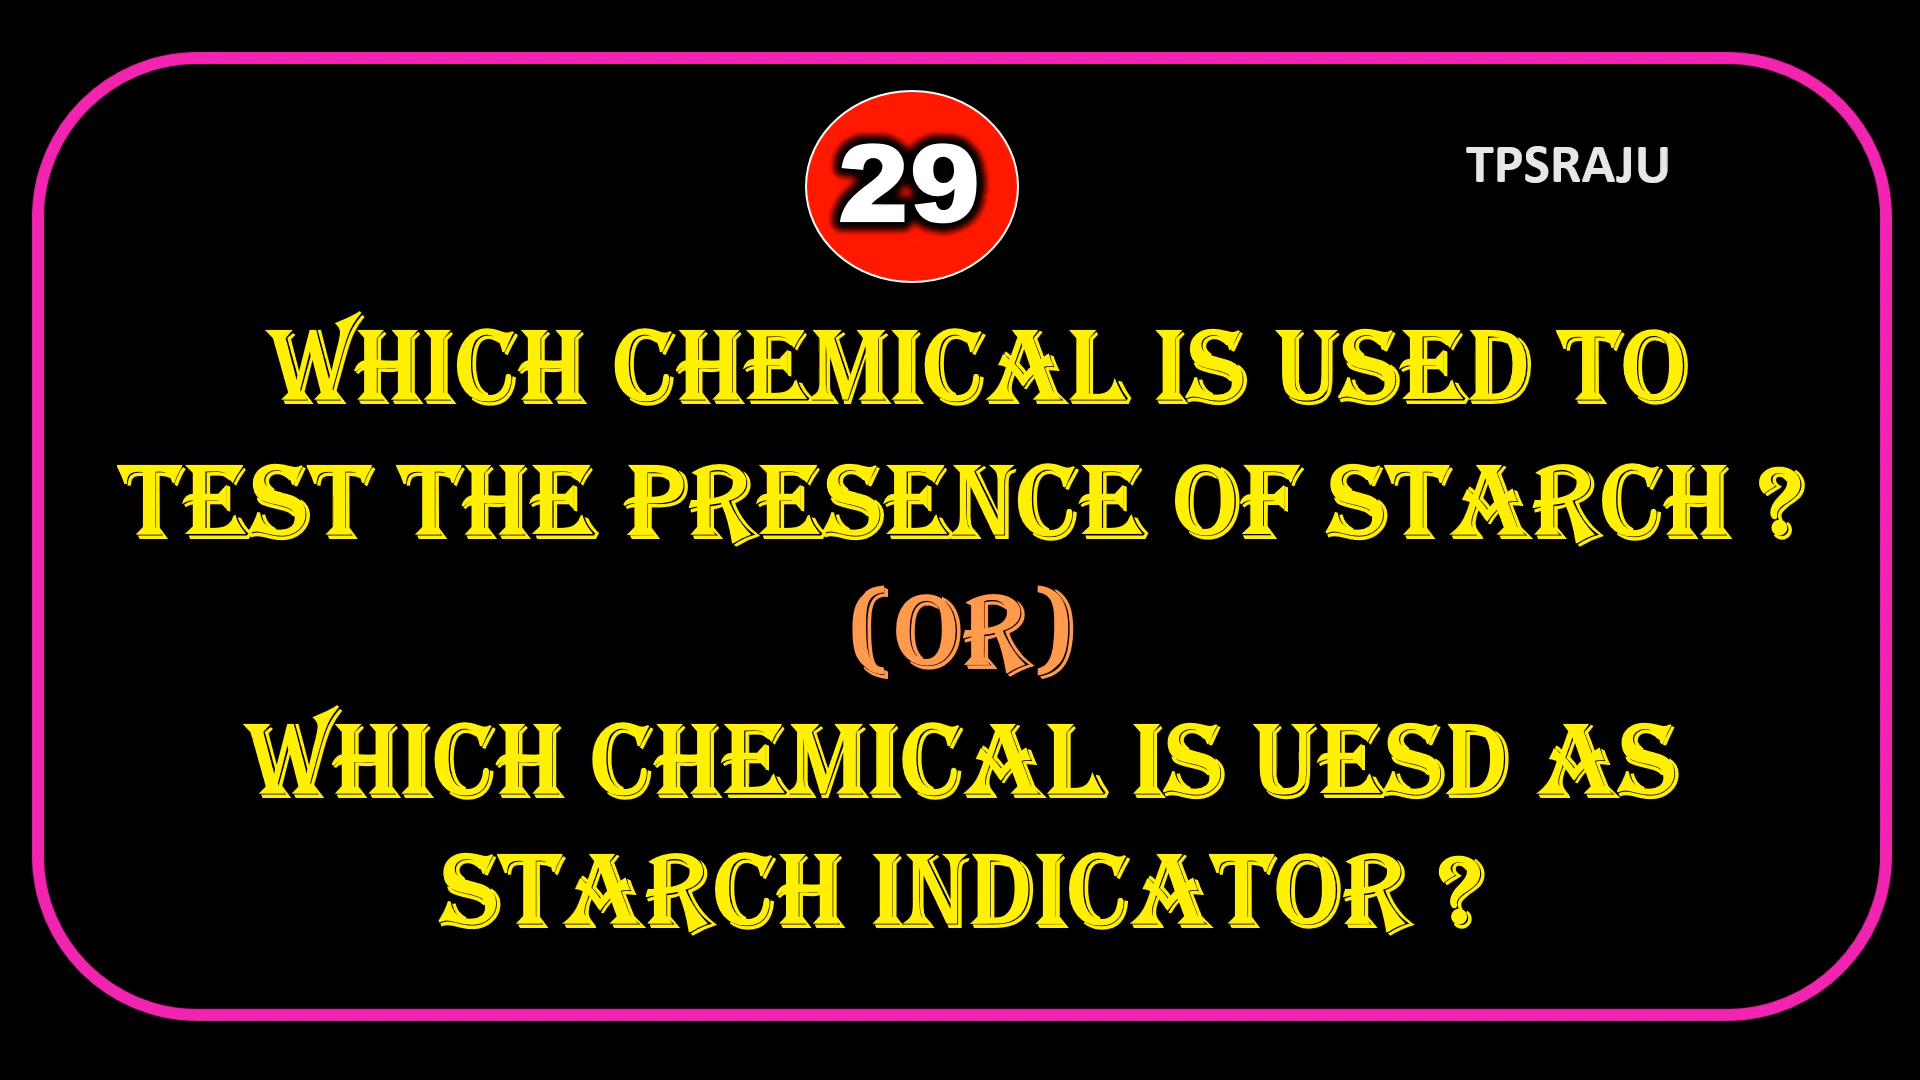 29
TPSRAJU
WHICH CHEMICAL IS USED TO
TEST THE PRESENCE OF STARCH ?
(OR)
WHICH CHEMICAL IS UESD AS
STARCH INDICATOR ?